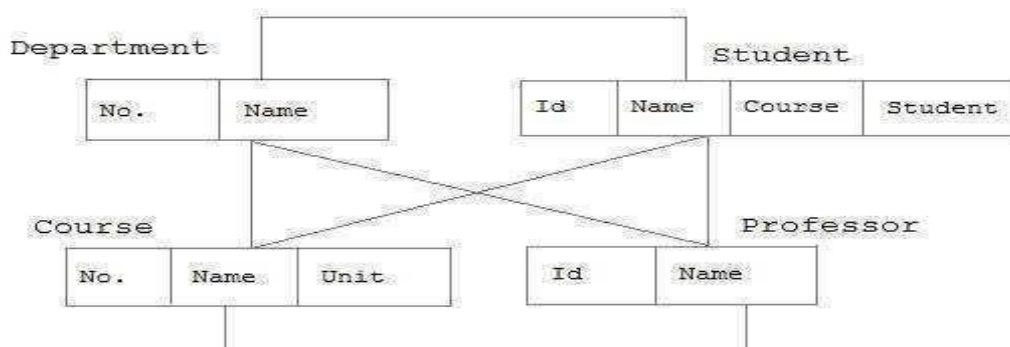 Department
Student
No. Name
Id Name Course Student
Course
Professor
No. Name Unit
Id Name